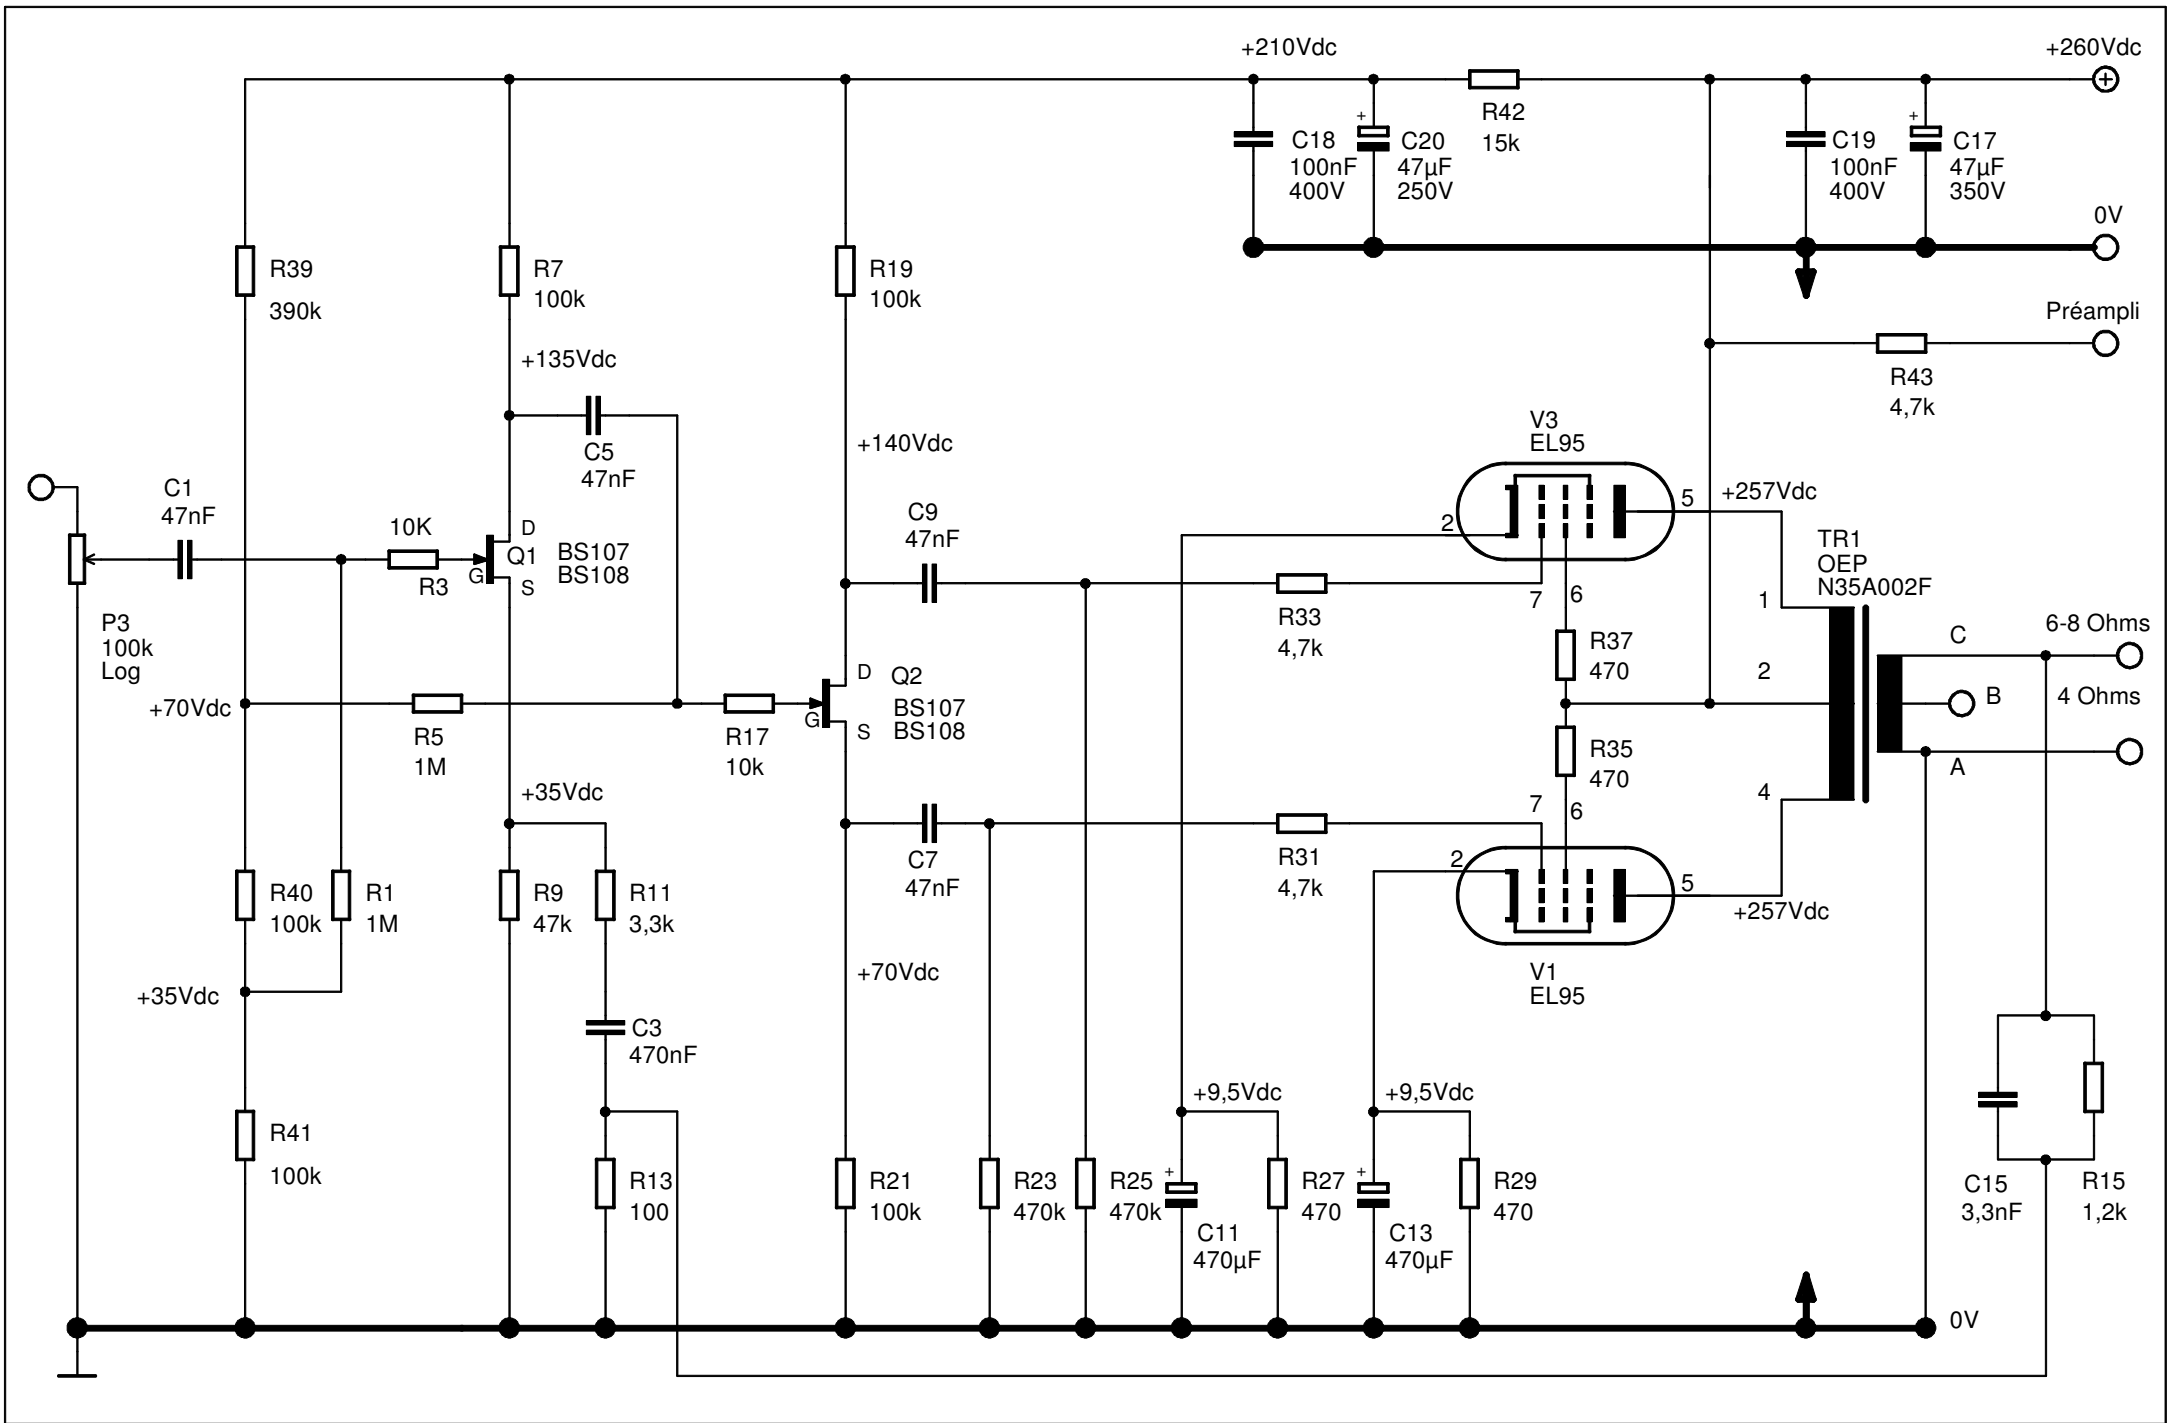 +210Vdc
+260Vdc
+
R42
15k
+
C18
100nF
400V
C20
47µF
250V
C19
100nF
400V
+
C17
47µF
350V
0V
R39
390k
R7
100k
R19
100k
Préampli
R43
4,7k
+135Vdc
C5
47nF
+140Vdc
V3
EL95
2
5
+257Vdc
7
6
C1
47nF
10K
R3
D
Q1
G
S
BS107
BS108
C9
47nF
R33
4,7k
R37
470
TR1
OEP
N35A002F
1
2
4
P3
100k
Log
+70Vdc
R5
1M
R17
10k
D
Q2
G
S
BS107
BS108
C
6-8 Ohms
B
4 Ohms
A
R35
470
+35Vdc
C7
47nF
R31
4,7k
7
6
2
5
+257Vdc
V1
EL95
R40
100k
R1
1M
R9
47k
R11
3,3k
+35Vdc
+70Vdc
C3
470nF
+9,5Vdc
+9,5Vdc
R41
100k
R13
100
R21
100k
R23
470k
R25
470k
+
C11
470µF
R27
470
+
C13
470µF
R29
470
C15
3,3nF
R15
1,2k
0V